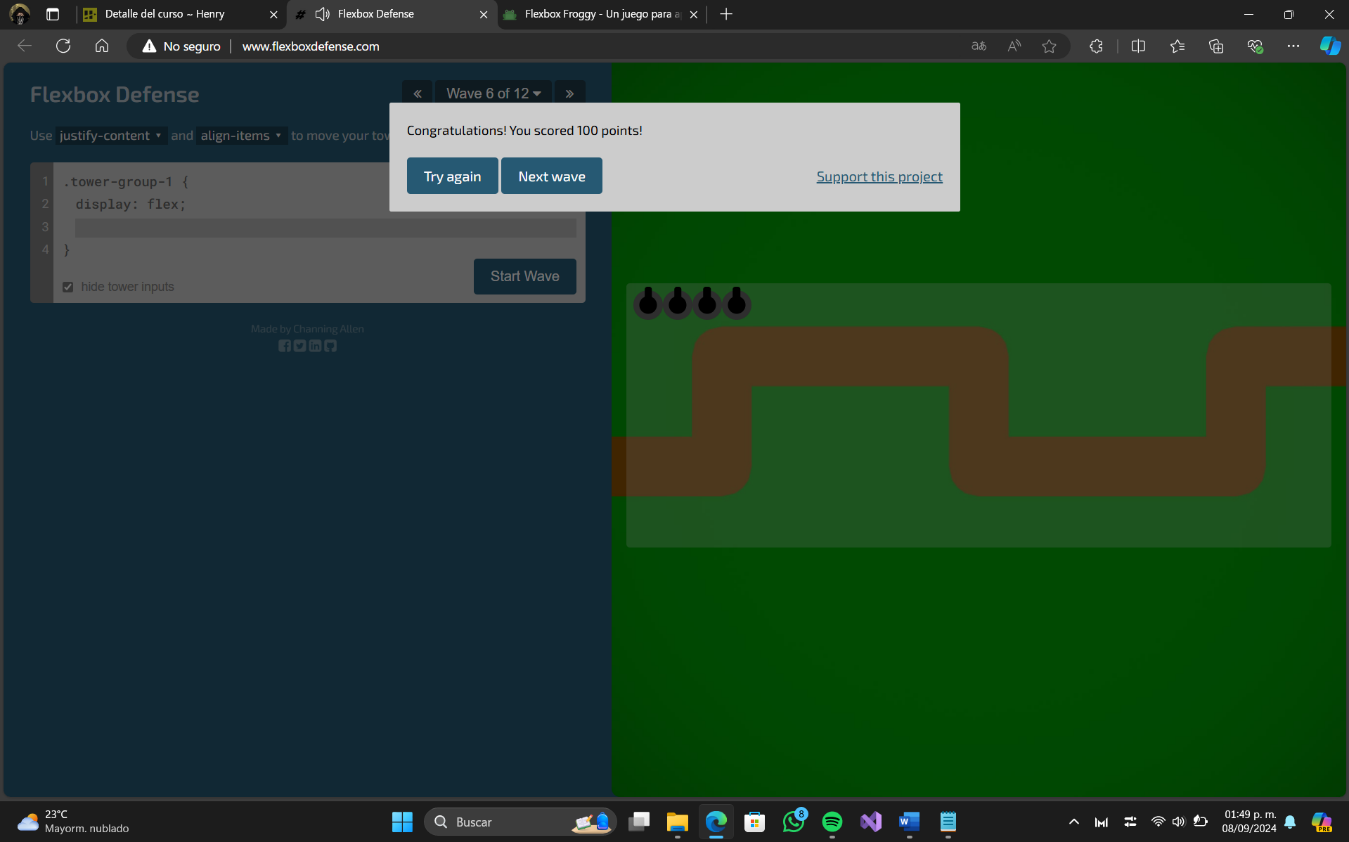 Detalle del curso ~ Henry
Flexbox Defense
Flexbox Froggy - Un juego para a
No seguro
www.flexboxdefense.com
Flexbox Defense
« Wave 6 of 12 »
Use justify-content and align-items to move your tow
1 .tower-group-1 {
2 display: flex;
3
4 }
hide tower inputs
Start Wave
Made by Channing Allen
Congratulations! You scored 100 points!
Try again
Next wave
Support this project
23°C
Mayorm. nublado
Buscar
8
01:49 p. m.
08/09/2024
PRE